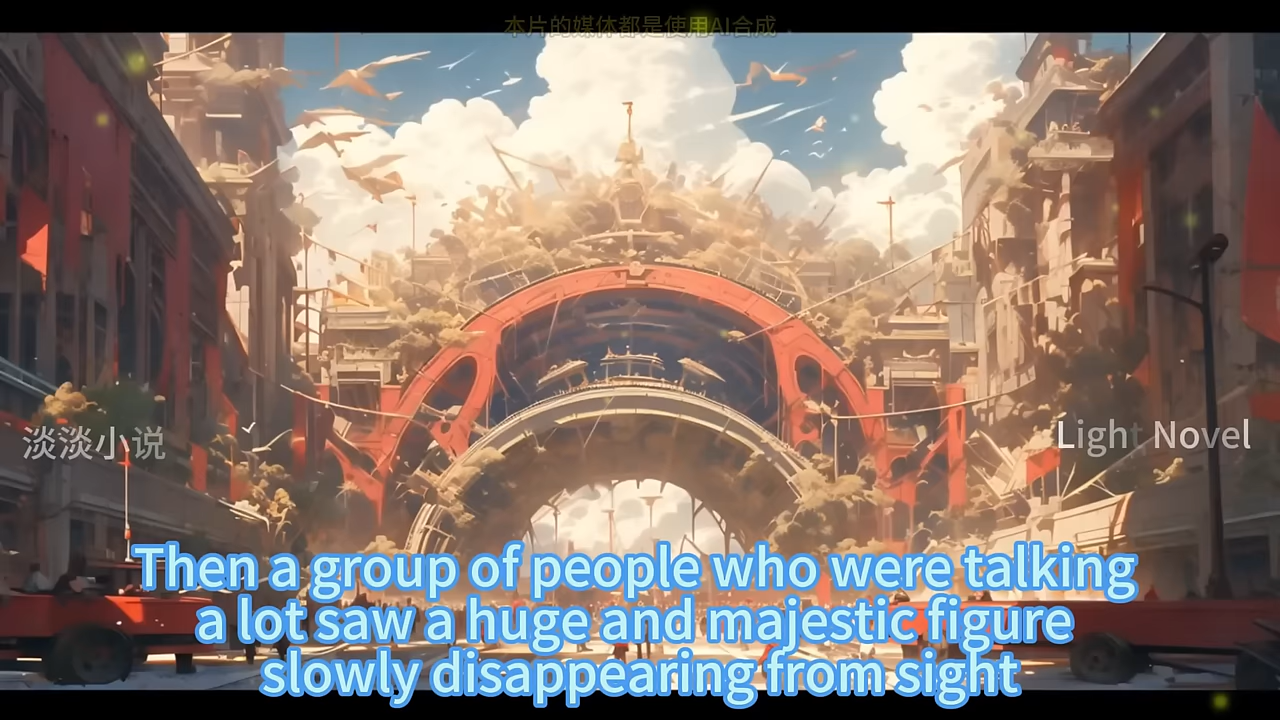 本片的媒体都是使用AI合成
淡淡小说
Light Novel
Then a group of people who were talking
a lot saw a huge and majestic figure
slowly disappearing from sight